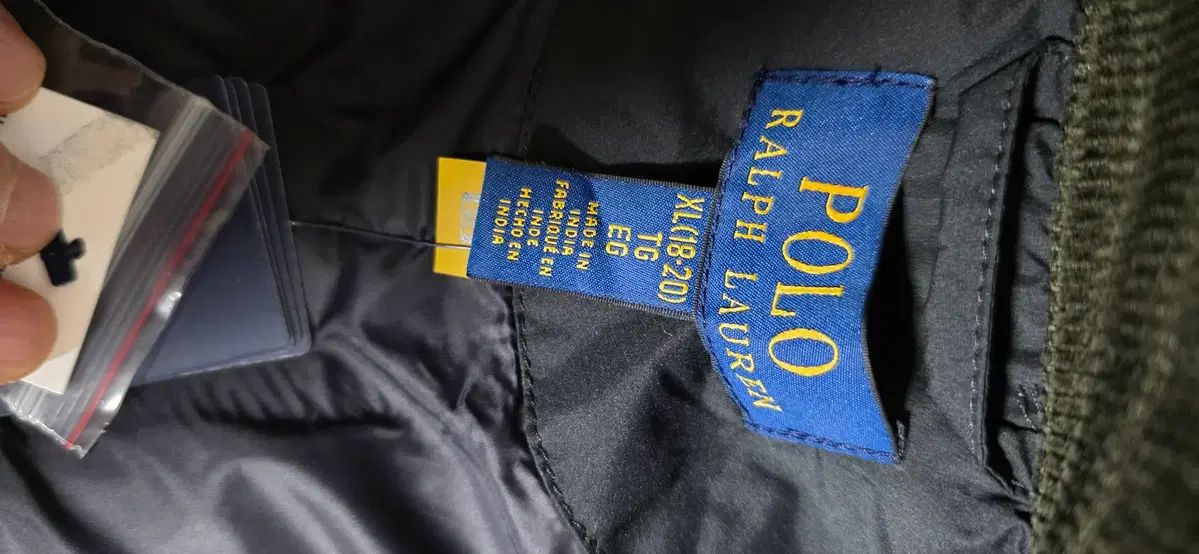 POLO
RALPH LAUREN
XL(18-20)
TG
EG
MADE IN
INDIA
FABRIQUÉ EN
INDE
HECHO EN
INDIA